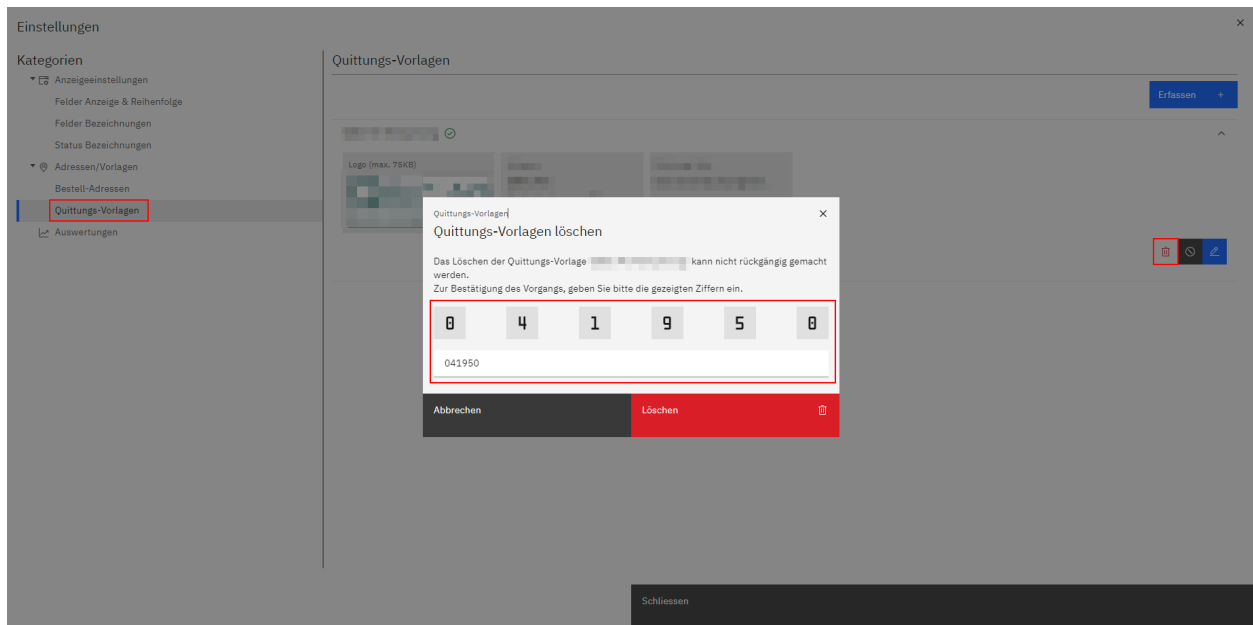 Einstellungen
Kategorien
Anzeigeeinstellungen
Felder Anzeige & Reihenfolge
Felder Bezeichnungen
Status Bezeichnungen
Adressen/Vorlagen
Bestell-Adressen
Quittungs-Vorlagen
Auswertungen
Quittungs-Vorlagen
Erfassen +
Logo (max. 75KB)
Quittungs-Vorlagen
Quittungs-Vorlagen löschen
Das Löschen der Quittungs-Vorlage kann nicht rückgängig gemacht
werden.
Zur Bestätigung des Vorgangs, geben Sie bitte die gezeigten Ziffern ein.
0 4 1 9 5 0
041950
Abbrechen
Löschen
Schliessen